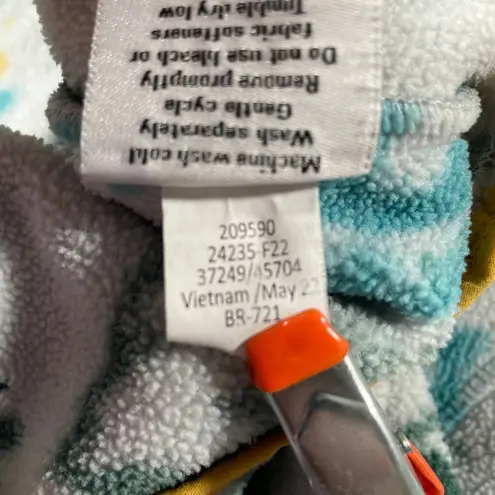 Machine wash cold
Wash separately
Gentle cycle
Remove promptly
Do not use bleach or
fabric softeners
Tumble dry low
209590
24235-F22
37249/45704
Vietnam /May 22
BR-721